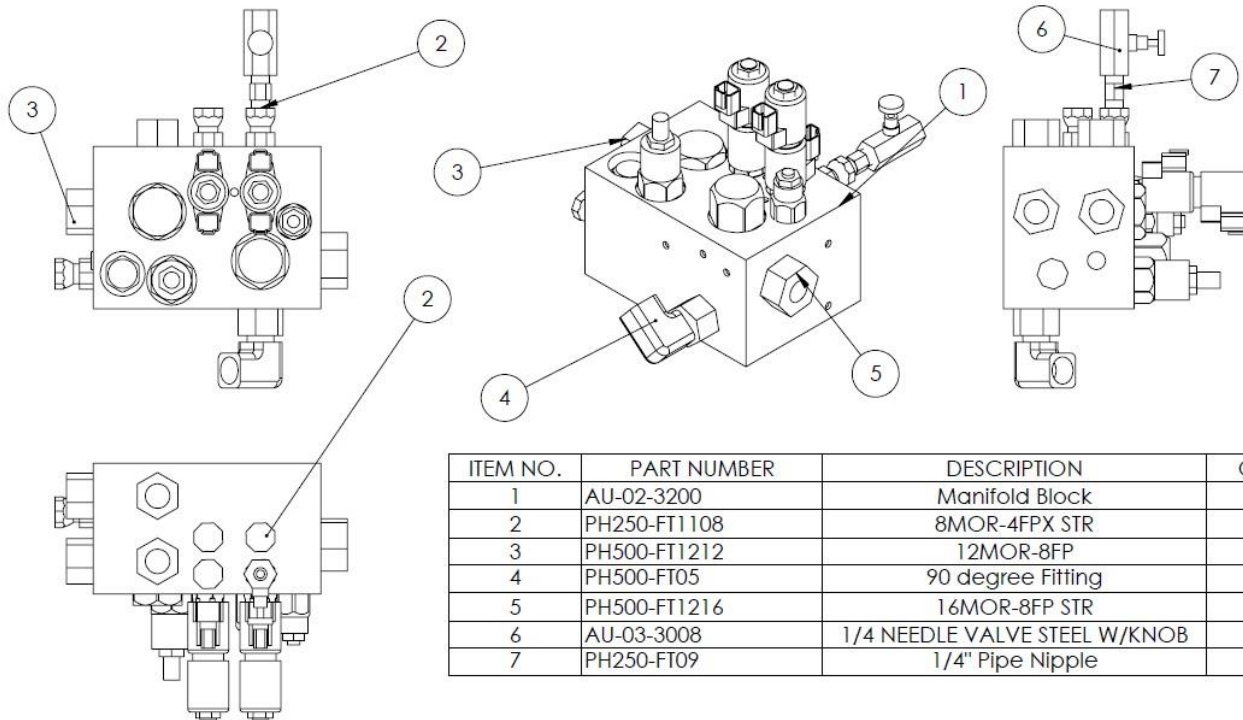 2
6
3
1
7
3
3
2
4
5
ITEM NO. PART NUMBER DESCRIPTION
1 AU-02-3200 Manifold Block
2 PH250-FT1108 8MOR-4FPX STR
3 PH500-FT1212 12MOR-8FP
4 PH500-FT05 90 degree Fitting
5 PH500-FT1216 16MOR-8FP STR
6 AU-03-3008 1/4 NEEDLE VALVE STEEL W/KNOB
7 PH250-FT09 1/4" Pipe Nipple